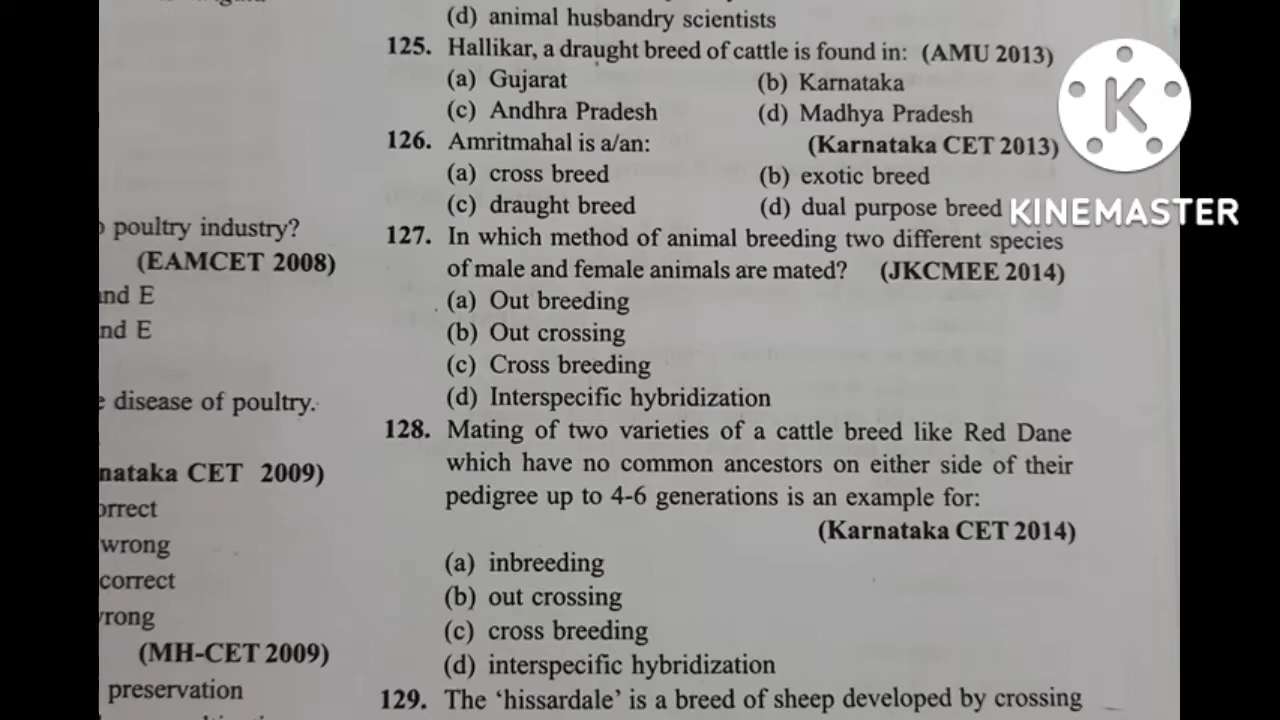 poultry industry?
(EAMCET 2008)
and E
nd E
disease of poultry.
nataka CET 2009)
orrect
wrong
correct
wrong
(MH-CET 2009)
preservation
(d) animal husbandry scientists
125. Hallikar, a draught breed of cattle is found in: (AMU 2013)
(a) Gujarat (b) Karnataka
(c) Andhra Pradesh (d) Madhya Pradesh
126. Amritmahal is a/an: (Karnataka CET 2013)
(a) cross breed (b) exotic breed
(c) draught breed (d) dual purpose breed
127. In which method of animal breeding two different species
of male and female animals are mated? (JKCMEE 2014)
(a) Out breeding
(b) Out crossing
(c) Cross breeding
(d) Interspecific hybridization
128. Mating of two varieties of a cattle breed like Red Dane
which have no common ancestors on either side of their
pedigree up to 4-6 generations is an example for:
(Karnataka CET 2014)
(a) inbreeding
(b) out crossing
(c) cross breeding
(d) interspecific hybridization
129. The ‘hissardale’ is a breed of sheep developed by crossing
K
KINEMASTER